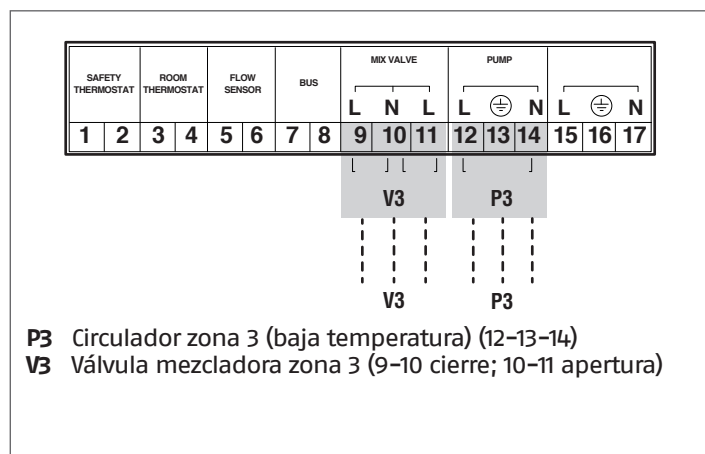 MIX VALVE PUMP
SAFETY THERMOSTAT ROOM THERMOSTAT FLOW SENSOR BUS
L N L L N L N
1 2 3 4 5 6 7 8 9 10 11 12 13 14 15 16 17
V3 P3
V3 P3
P3 Circulador zona 3 (baja temperatura) (12–13–14)
V3 Válvula mezcladora zona 3 (9–10 cierre; 10–11 apertura)